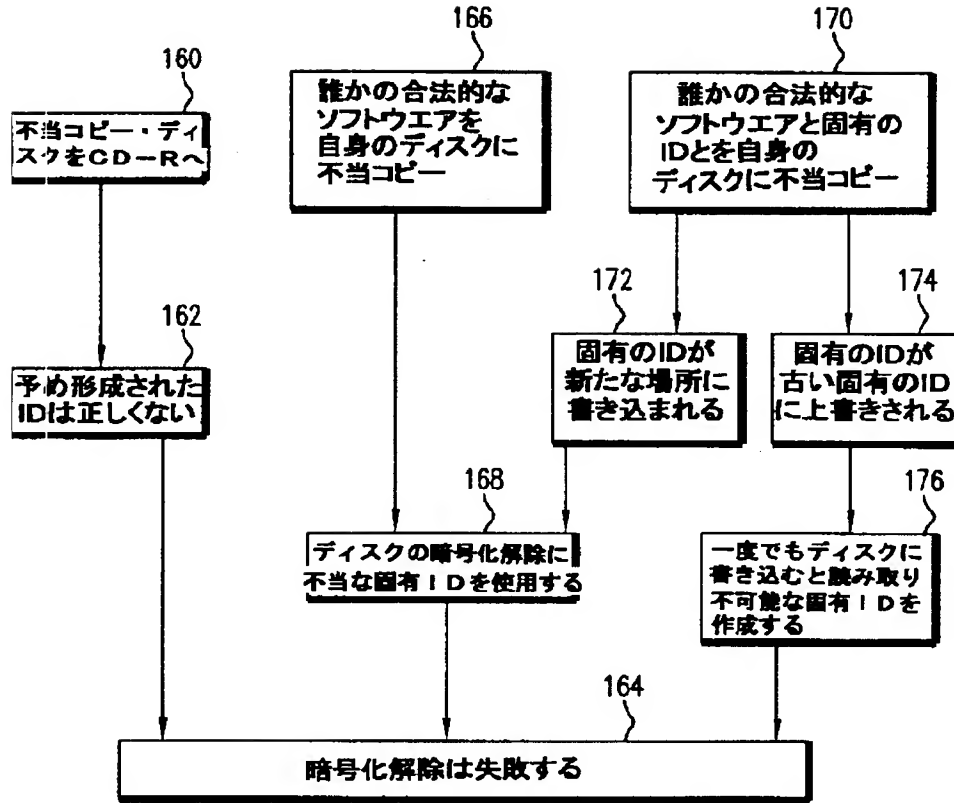 160
不当コピー・ディ
スクをCD－Rへ
166
誰かの合法的な
ソフトウエアを
自身のディスクに
不当コピー
170
誰かの合法的な
ソフトウエアと固有の
IDとを自身の
ディスクに不当コピー
162
予め形成された
IDは正しくない
172
固有のIDが
新たな場所に
書き込まれる
174
固有のIDが
古い固有のID
に上書きされる
168
ディスクの暗号化解除に
不当な固有IDを使用する
176
一度でもディスクに
書き込むと読み取り
不可能な固有IDを
作成する
164
暗号化解除は失敗する